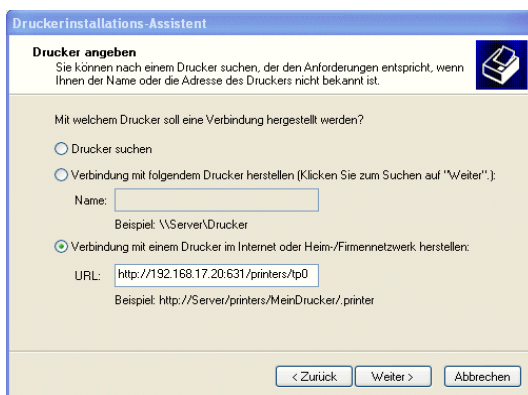 Druckerinstallations-Assistent
Drucker angeben
Sie können nach einem Drucker suchen, der den Anforderungen entspricht, wenn
Ihnen der Name oder die Adresse des Druckers nicht bekannt ist.
Mit welchem Drucker soll eine Verbindung hergestellt werden?
Drucker suchen
Verbindung mit folgendem Drucker herstellen (Klicken Sie zum Suchen auf "Weiter".):
Name:
Beispiel: \\Server\Drucker
Verbindung mit einem Drucker im Internet oder Heim-/Firmennetzwerk herstellen:
URL: http://192.168.17.20:631/printers/tp0
Beispiel: http://Server/printers/MeinDrucker/.printer
< Zurück Weiter > Abbrechen